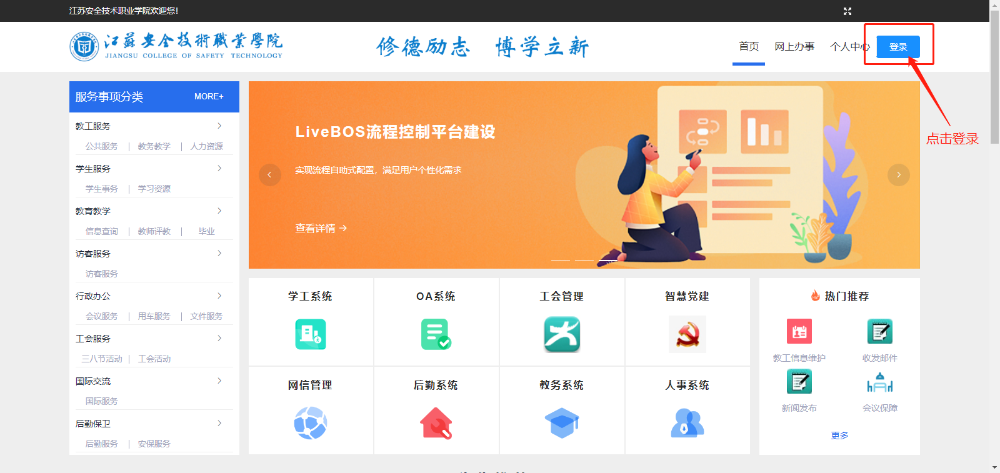 江苏安全技术职业学院欢迎您!
江苏安全技術職業學院
JIANGSU COLLEGE OF SAFETY TECHNOLOGY
修德励志 博学立新
首页 网上办事 个人中心 登录
点击登录
服务事项分类 MORE+
教工服务
公共服务 | 教务教学 | 人力资源
学生服务
学生事务 | 学习资源
教育教学
信息查询 | 教师评教 | 毕业
访客服务
访客服务
行政办公
会议服务 | 用车服务 | 文件服务
工会服务
三八节活动 | 工会活动
国际交流
国际服务
后勤保卫
后勤服务 | 安保服务
LiveBOS流程控制平台建设
实现流程自助式配置，满足用户个性化需求
查看详情
学工系统 OA系统 工会管理 智慧党建
网信管理 后勤系统 教务系统 人事系统
热门推荐
教工信息维护 收发邮件
新闻发布 会议保障
更多